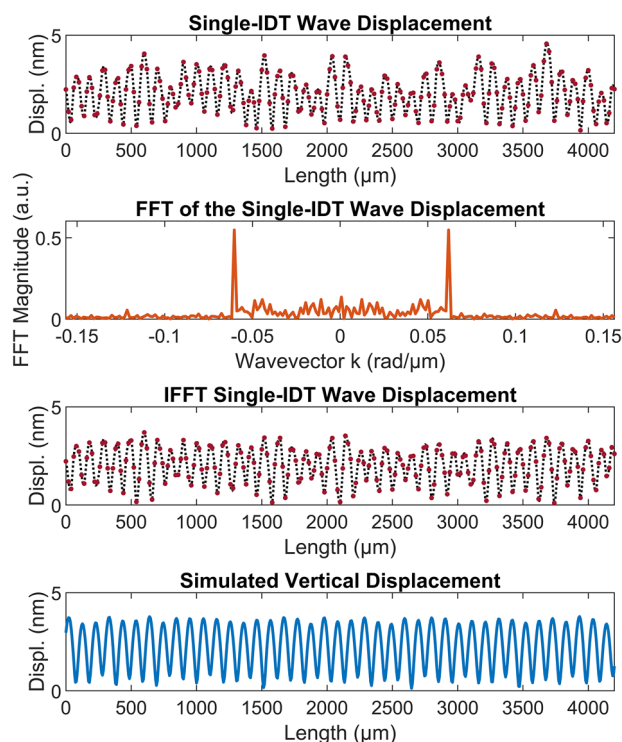 Single-IDT Wave Displacement
Displ. (nm)
5
0
0 500 1000 1500 2000 2500 3000 3500 4000
Length (µm)
FFT of the Single-IDT Wave Displacement
FFT Magnitude (a.u.)
0.5
0
-0.15 -0.1 -0.05 0 0.05 0.1 0.15
Wavevector k (rad/µm)
IFFT Single-IDT Wave Displacement
Displ. (nm)
5
0
0 500 1000 1500 2000 2500 3000 3500 4000
Length (µm)
Simulated Vertical Displacement
Displ. (nm)
5
0
0 500 1000 1500 2000 2500 3000 3500 4000
Length (µm)